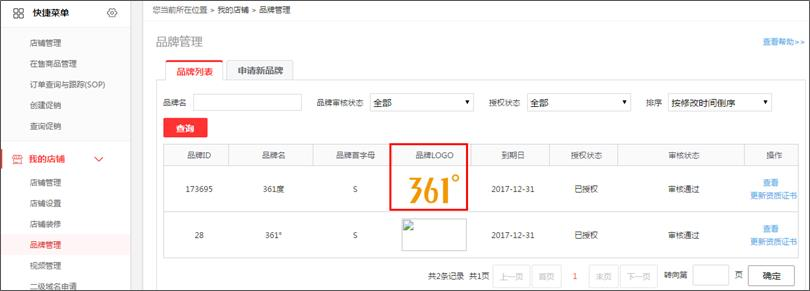 快捷菜单
店铺管理
在售商品管理
订单查询与跟踪(SOP)
创建促销
查询促销
我的店铺
店铺管理
店铺设置
店铺装修
品牌管理
视频管理
二级域名申请
您当前所在位置 > 我的店铺 > 品牌管理
品牌管理 查看帮助>>
品牌列表 申请新品牌
品牌名 品牌审核状态 全部 授权状态 全部 排序 按修改时间倒序
查询
品牌ID 品牌名 品牌首字母 品牌LOGO 到期日 授权状态 审核状态 操作
173695 361度 S 361° 2017-12-31 已授权 审核通过 查看
更新资质证书
28 361° S 2017-12-31 已授权 审核通过 查看
更新资质证书
共2条记录 共1页 上一页 首页 1 末页 下一页 转向第 页 确定